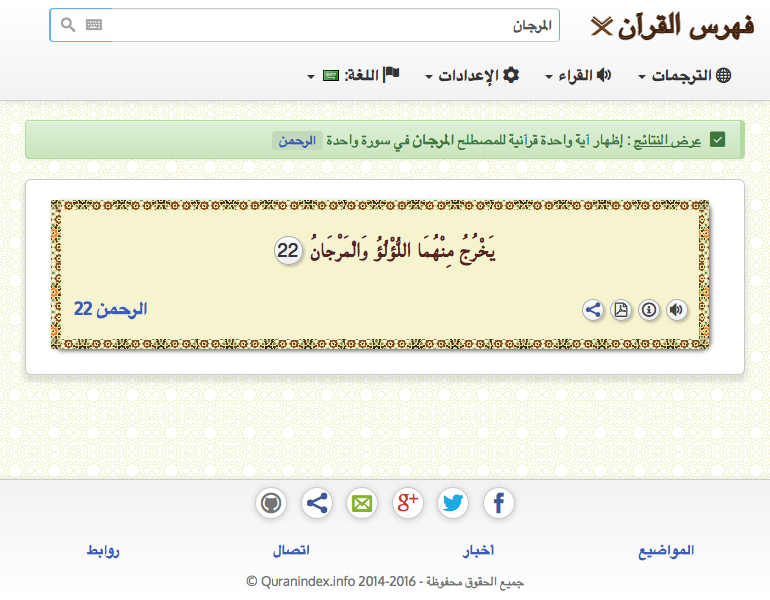 فهرس القرآن
المرجان
الترجمات
القراء
الإعدادات
اللغة:
عرض النتائج : إظهار آية واحدة قرآنية للمصطلح المرجان في سورة واحدة الرحمن
يَخْرُجُ مِنْهُمَا اللُّؤْلُؤُ وَالْمَرْجَانُ 22
الرحمن 22
المواضيع
أخبار
اتصال
روابط
جميع الحقوق محفوظة - Quranindex.info 2014-2016 ©